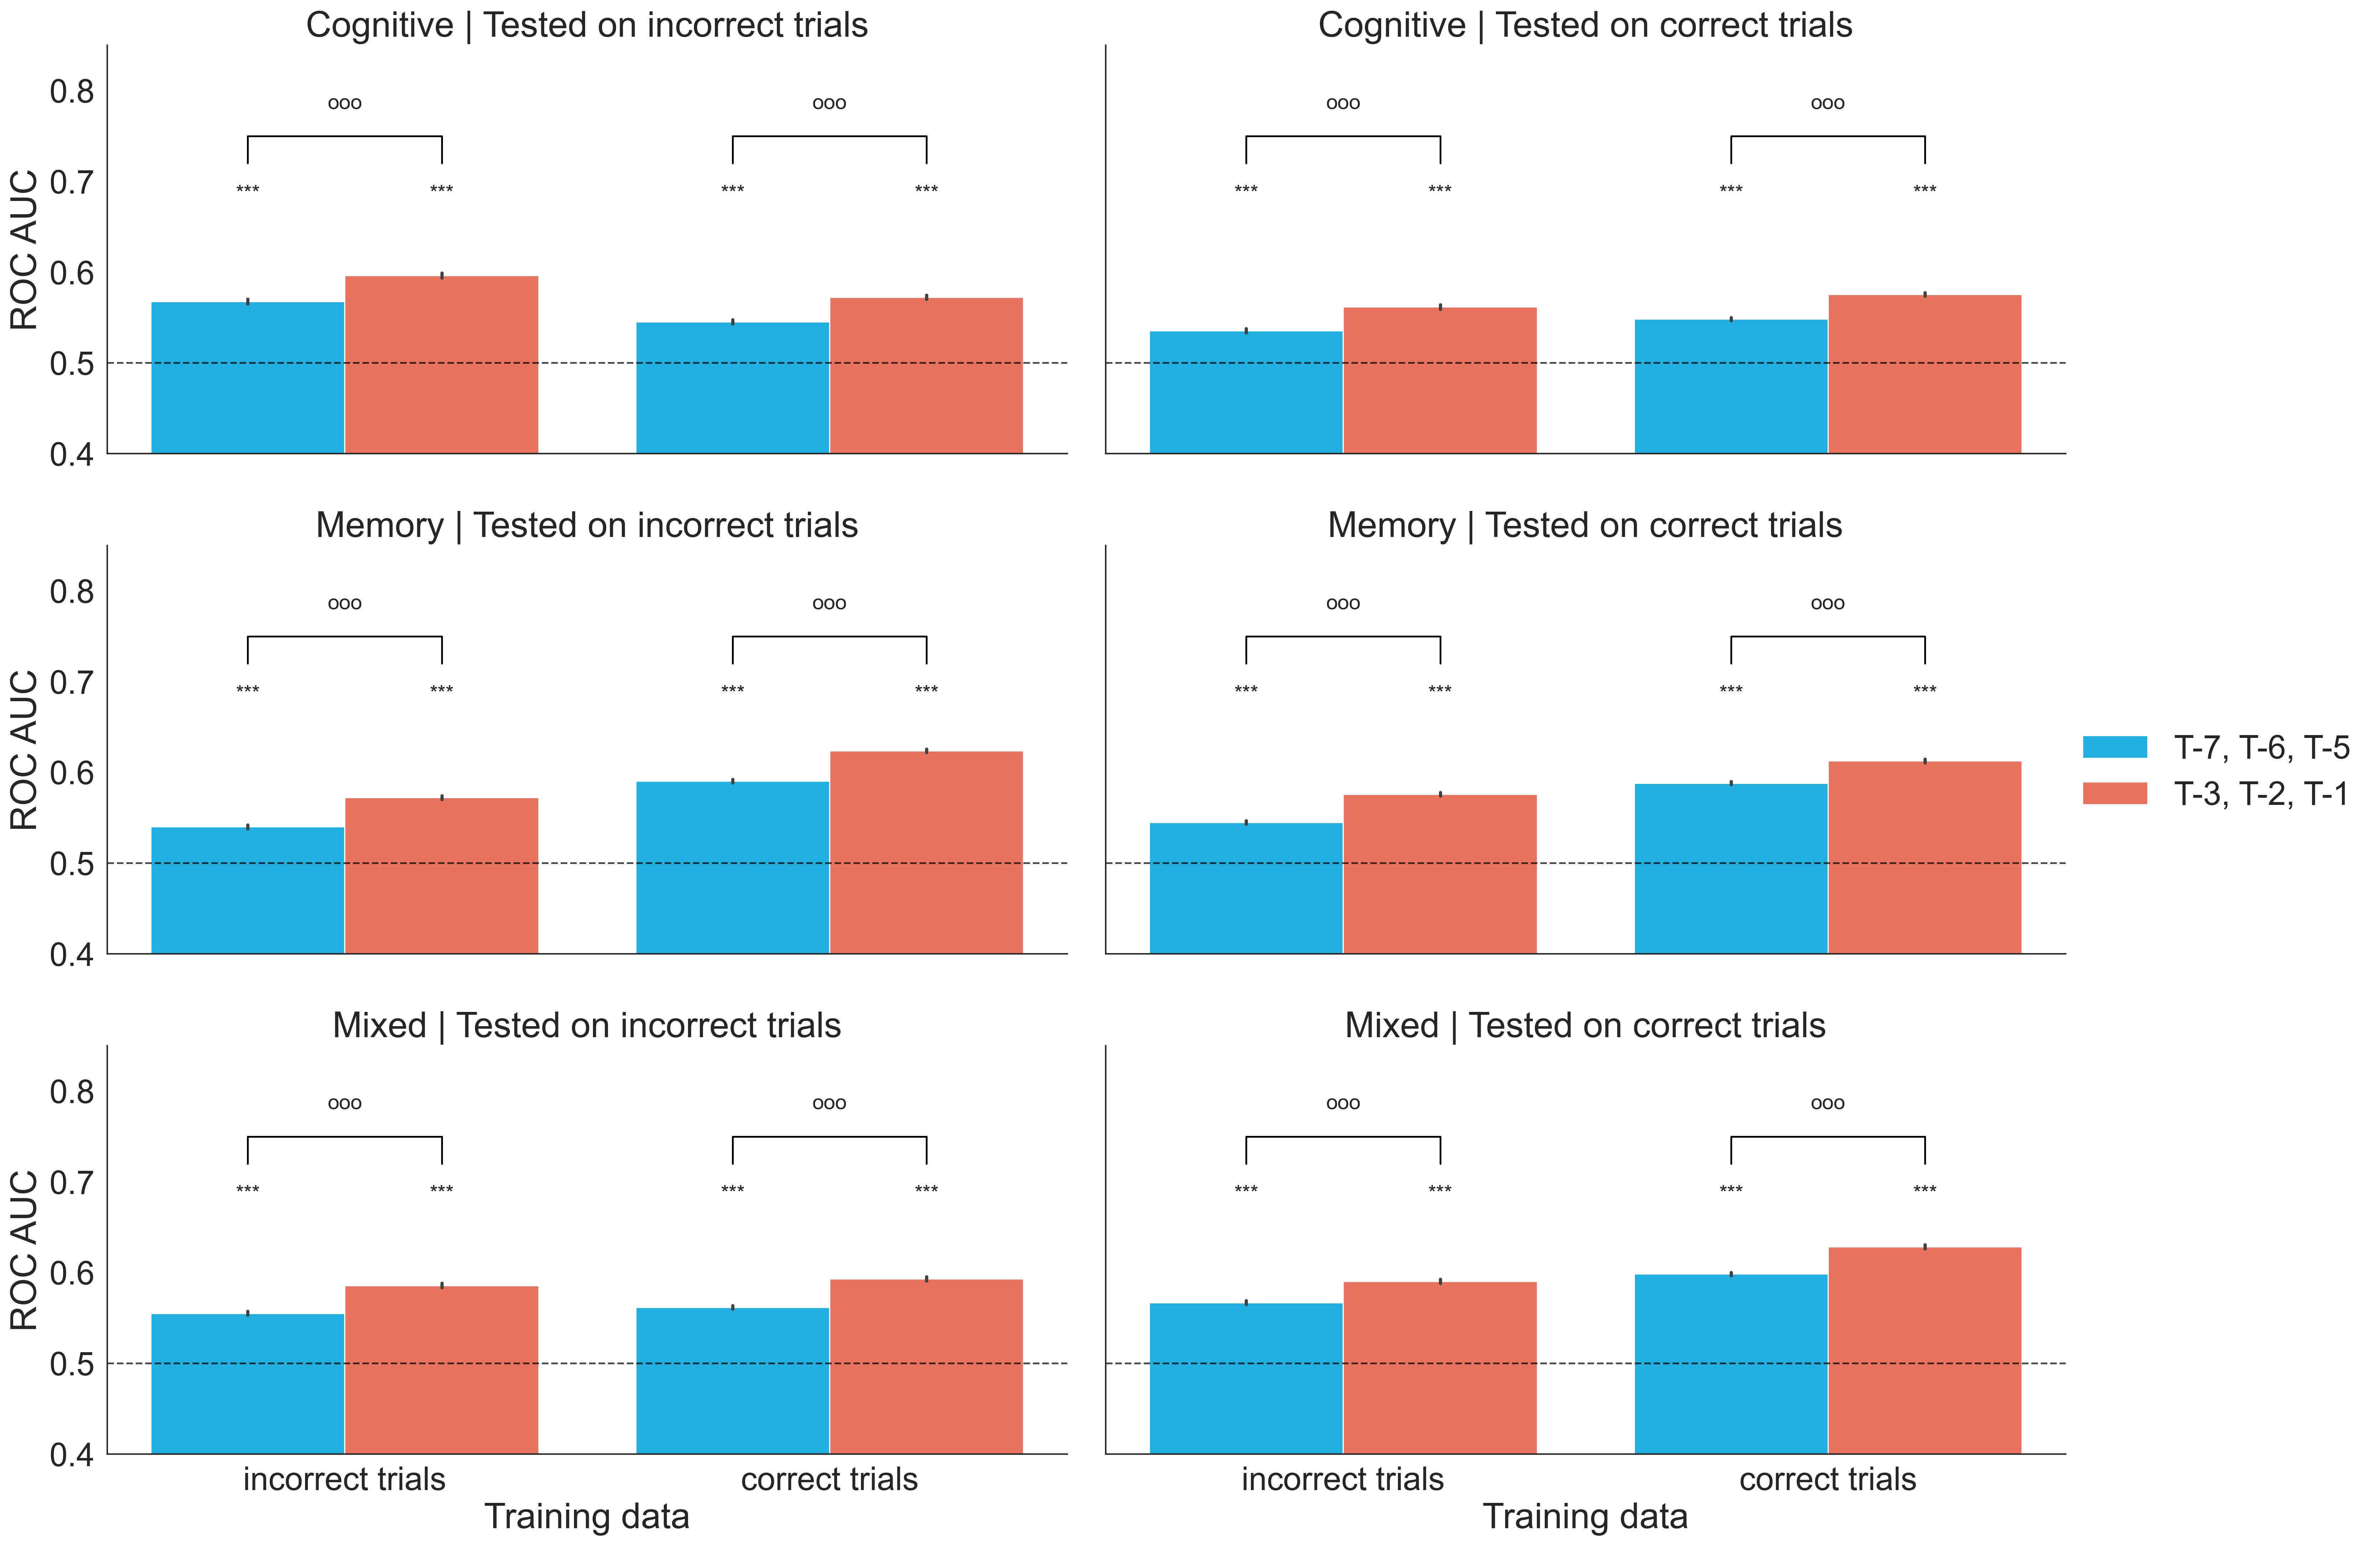 Cognitive | Tested on incorrect trials
Cognitive | Tested on correct trials
ROC AUC
0.8
0.7
0.6
0.5
0.4
ooo
ooo
ooo
ooo
***
***
***
***
***
***
***
***
Memory | Tested on incorrect trials
Memory | Tested on correct trials
ROC AUC
0.8
0.7
0.6
0.5
0.4
ooo
ooo
ooo
ooo
***
***
***
***
***
***
***
***
T-7, T-6, T-5
T-3, T-2, T-1
Mixed | Tested on incorrect trials
Mixed | Tested on correct trials
ROC AUC
0.8
0.7
0.6
0.5
0.4
ooo
ooo
ooo
ooo
***
***
***
***
***
***
***
***
incorrect trials
correct trials
incorrect trials
correct trials
Training data
Training data